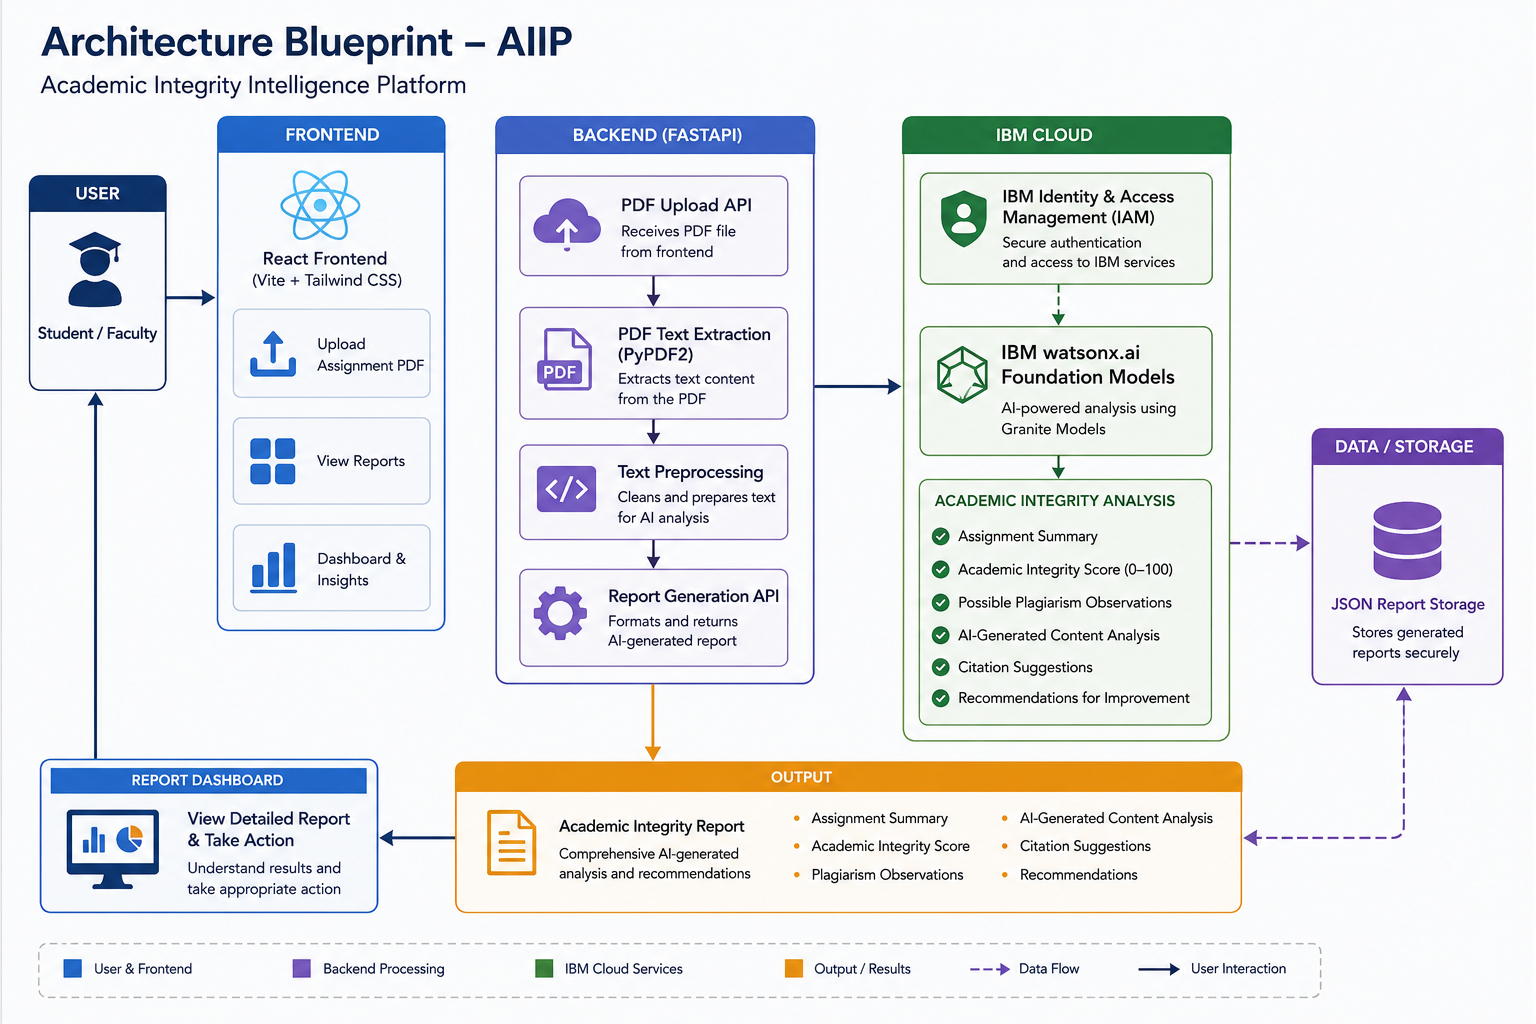 Architecture Blueprint – AIIP
Academic Integrity Intelligence Platform
USER
Student / Faculty
FRONTEND
React Frontend
(Vite + Tailwind CSS)
Upload
Assignment PDF
View Reports
Dashboard &
Insights
BACKEND (FASTAPI)
PDF Upload API
Receives PDF file
from frontend
PDF
PDF Text Extraction
(PyPDF2)
Extracts text content
from the PDF
</>
Text Preprocessing
Cleans and prepares text
for AI analysis
Report Generation API
Formats and returns
AI-generated report
IBM CLOUD
IBM Identity & Access
Management (IAM)
Secure authentication
and access to IBM services
IBM watsonx.ai
Foundation Models
AI-powered analysis using
Granite Models
ACADEMIC INTEGRITY ANALYSIS
Assignment Summary
Academic Integrity Score (0–100)
Possible Plagiarism Observations
AI-Generated Content Analysis
Citation Suggestions
Recommendations for Improvement
DATA / STORAGE
JSON Report Storage
Stores generated
reports securely
REPORT DASHBOARD
View Detailed Report
& Take Action
Understand results and
take appropriate action
OUTPUT
Academic Integrity Report
Comprehensive AI-generated
analysis and recommendations
• Assignment Summary
• Academic Integrity Score
• Plagiarism Observations
• AI-Generated Content Analysis
• Citation Suggestions
• Recommendations
User & Frontend
Backend Processing
IBM Cloud Services
Output / Results
Data Flow
User Interaction